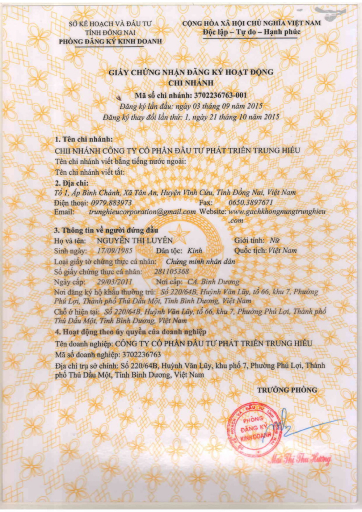 SỞ KẾ HOẠCH VÀ ĐẦU TƯ
TỈNH ĐỒNG NAI
PHÒNG ĐĂNG KÝ KINH DOANH
CỘNG HÒA XÃ HỘI CHỦ NGHĨA VIỆT NAM
Độc lập – Tự do – Hạnh phúc
GIẤY CHỨNG NHẬN ĐĂNG KÝ HOẠT ĐỘNG
CHI NHÁNH
Mã số chi nhánh: 3702236763-001
Đăng ký lần đầu: ngày 03 tháng 09 năm 2015
Đăng ký thay đổi lần thứ: 1, ngày 21 tháng 10 năm 2015
1. Tên chi nhánh:
CHI NHÁNH CÔNG TY CỔ PHẦN ĐẦU TƯ PHÁT TRIỂN TRUNG HIẾU
Tên chi nhánh viết bằng tiếng nước ngoài:
Tên chi nhánh viết tắt:
2. Địa chỉ:
Tổ 1, Ấp Bình Chánh, Xã Tân An, Huyện Vĩnh Cửu, Tỉnh Đồng Nai, Việt Nam
Điện thoại: 0979.883973 Fax: 0650.3897671
Email: trunghieucorporation@gmail.com Website: www.gachkhongnungtrunghieu
.com
3. Thông tin về người đứng đầu
Họ và tên: NGUYỄN THỊ LUYẾN Giới tính: Nữ
Sinh ngày: 17/09/1985 Dân tộc: Kinh Quốc tịch: Việt Nam
Loại giấy tờ chứng thực cá nhân: Chứng minh nhân dân
Số giấy chứng thực cá nhân: 281105368
Ngày cấp: 29/03/2011 Nơi cấp: CA. Bình Dương
Nơi đăng ký hộ khẩu thường trú: Số 220/64B, Huỳnh Văn Lũy, tổ 66, khu 7, Phường
Phú Lợi, Thành phố Thủ Dầu Một, Tỉnh Bình Dương, Việt Nam
Chỗ ở hiện tại: Số 220/64B, Huỳnh Văn Lũy, tổ 66, khu 7, Phường Phú Lợi, Thành phố
Thủ Dầu Một, Tỉnh Bình Dương, Việt Nam
4. Hoạt động theo ủy quyền của doanh nghiệp
Tên doanh nghiệp: CÔNG TY CỔ PHẦN ĐẦU TƯ PHÁT TRIỂN TRUNG HIẾU
Mã số doanh nghiệp: 3702236763
Địa chỉ trụ sở chính: Số 220/64B, Huỳnh Văn Lũy, khu phố 7, Phường Phú Lợi, Thành
phố Thủ Dầu Một, Tỉnh Bình Dương, Việt Nam
TRƯỞNG PHÒNG
PHÒNG
ĐĂNG KÝ
KINH DOANH
Mai Thị Thu Hương